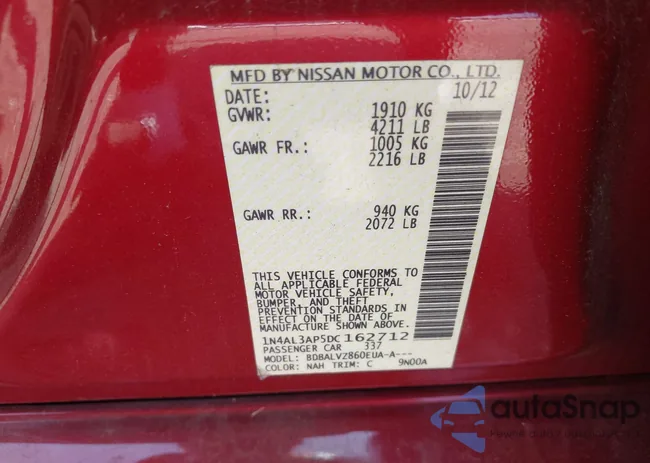 MFD BY NISSAN MOTOR CO., LTD.
DATE: 10/12
GVWR: 1910 KG
4211 LB
GAWR FR.: 1005 KG
2216 LB
GAWR RR.: 940 KG
2072 LB
THIS VEHICLE CONFORMS TO
ALL APPLICABLE FEDERAL
MOTOR VEHICLE SAFETY,
BUMPER, AND THEFT
PREVENTION STANDARDS IN
EFFECT ON THE DATE OF
MANUFACTURE SHOWN ABOVE.
1N4AL3AP5DC 162712
PASSENGER CAR 337
MODEL: BDBALVZ860EUA-A---
COLOR: NAH TRIM: C 9N00A
autoSnap